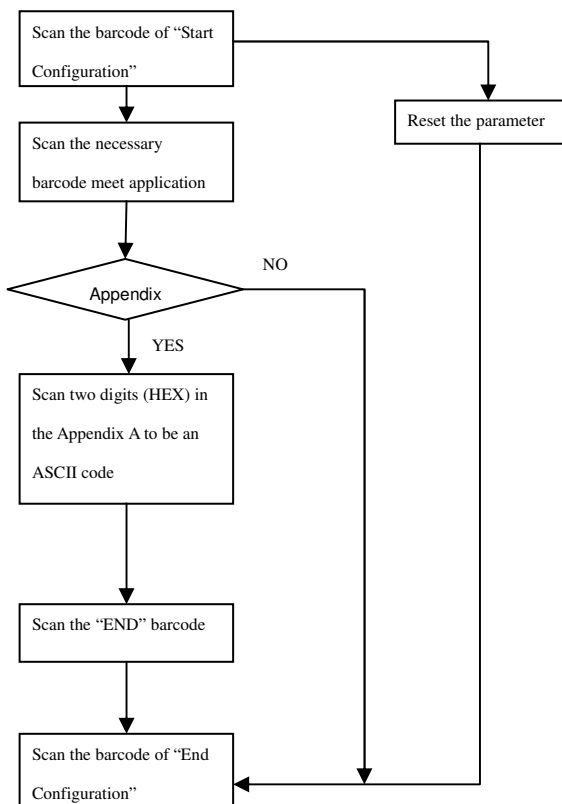 Scan the barcode of “Start
Configuration”
Reset the parameter
Scan the necessary
barcode meet application
NO
Appendix
YES
Scan two digits (HEX) in
the Appendix A to be an
ASCII code
Scan the “END” barcode
Scan the barcode of “End
Configuration”